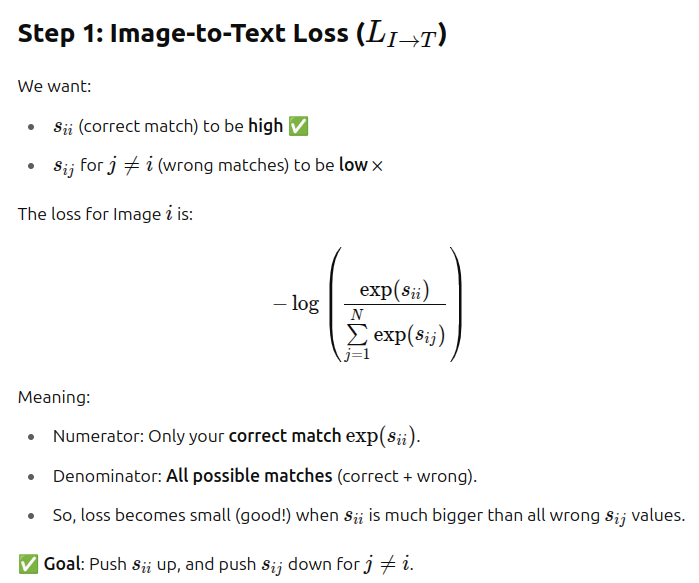 Step 1: Image-to-Text Loss (L_{I→T})
We want:
• s_{ii} (correct match) to be high ✅
• s_{ij} for j ≠ i (wrong matches) to be low ×
The loss for Image i is:
− log ( exp(s_{ii}) / ∑_{j=1}^{N} exp(s_{ij}) )
Meaning:
• Numerator: Only your correct match exp(s_{ii}).
• Denominator: All possible matches (correct + wrong).
• So, loss becomes small (good!) when s_{ii} is much bigger than all wrong s_{ij} values.
✅ Goal: Push s_{ii} up, and push s_{ij} down for j ≠ i.